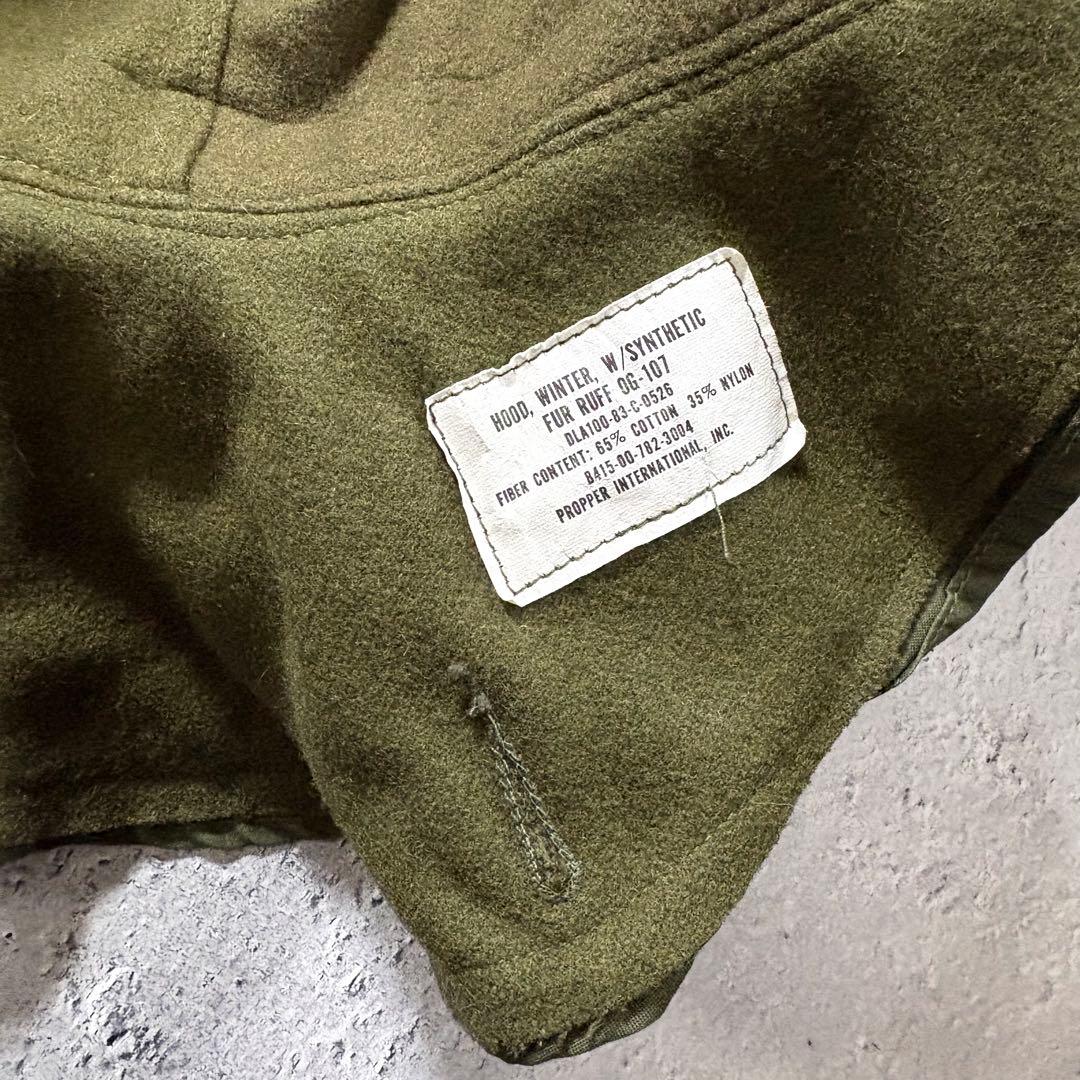 HOOD, WINTER, W/SYNTHETIC
FUR RUFF OG-107
DLA100-83-C-0526
FIBER CONTENT: 65% COTTON 35% NYLON
8415-00-782-3004
PROPPER INTERNATIONAL, INC.